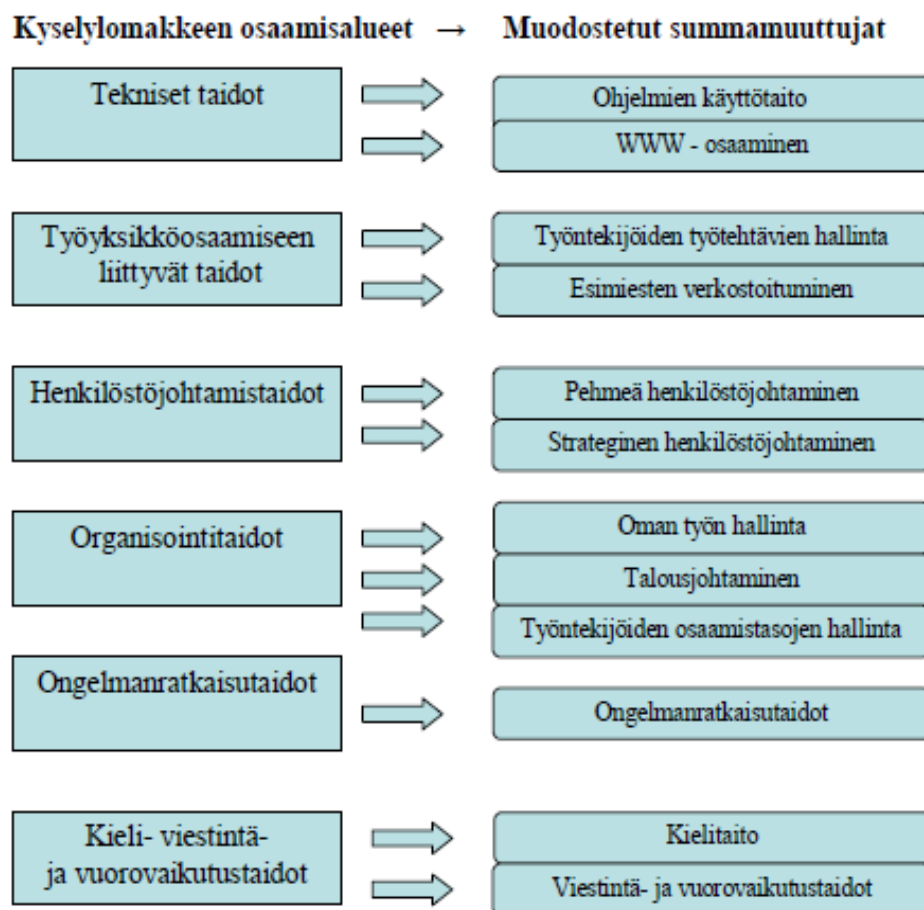 Kyselylomakkeen osaamisalueet → Muodostetut summamuuttujat
Tekniset taidot
Ohjelmien käyttötaito
WWW - osaaminen
Työyksikköosaamiseen
liittyvät taidot
Työntekijöiden työtehtävien hallinta
Esimiesten verkostoituminen
Henkilöstöjohtamistaidot
Pehmeä henkilöstöjohtaminen
Strateginen henkilöstöjohtaminen
Organisointitaidot
Oman työn hallinta
Talousjohtaminen
Työntekijöiden osaamistasojen hallinta
Ongelmanratkaisutaidot
Ongelmanratkaisutaidot
Kieli- viestintä-
ja vuorovaikutustaidot
Kielitaito
Viestintä- ja vuorovaikutustaidot